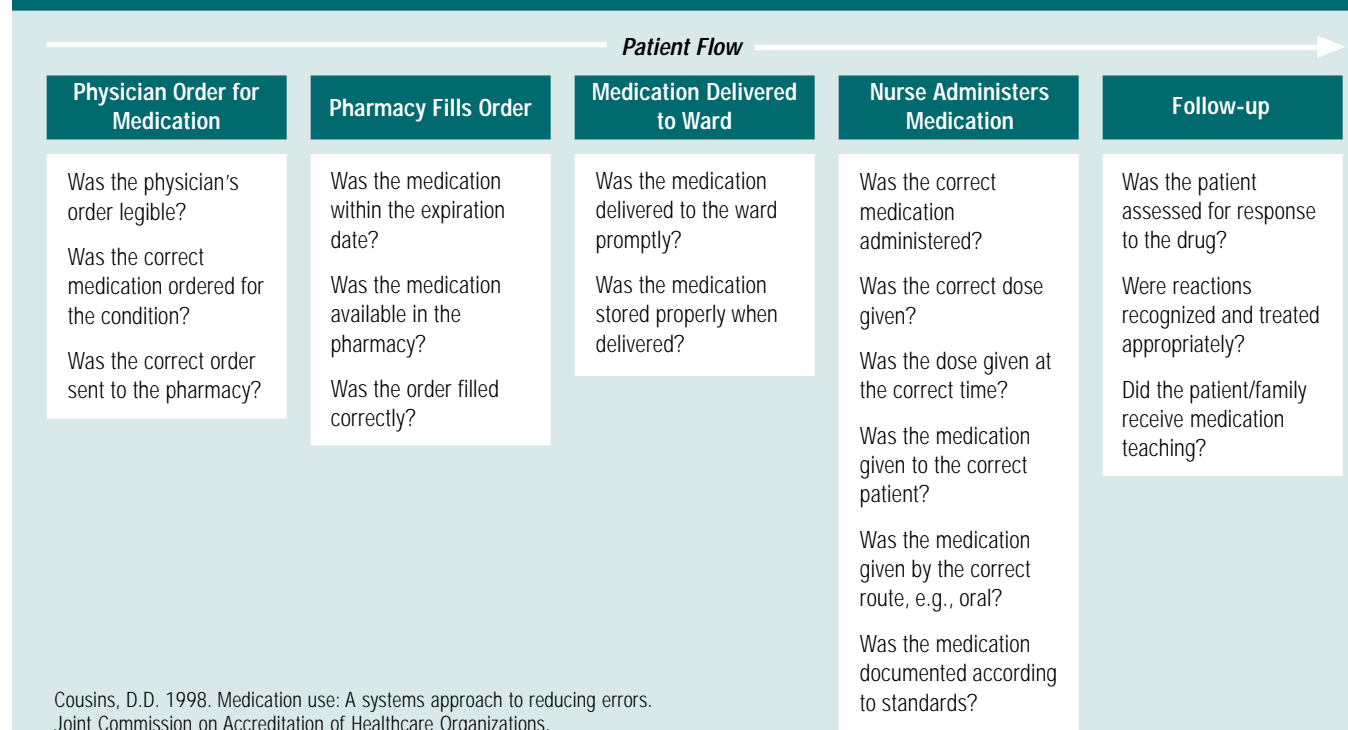 Patient Flow
Physician Order for
Medication
Was the physician's
order legible?
Was the correct
medication ordered for
the condition?
Was the correct order
sent to the pharmacy?
Pharmacy Fills Order
Was the medication
within the expiration
date?
Was the medication
available in the
pharmacy?
Was the order filled
correctly?
Medication Delivered
to Ward
Was the medication
delivered to the ward
promptly?
Was the medication
stored properly when
delivered?
Nurse Administers
Medication
Was the correct
medication
administered?
Was the correct dose
given?
Was the dose given at
the correct time?
Was the medication
given to the correct
patient?
Was the medication
given by the correct
route, e.g., oral?
Was the medication
documented according
to standards?
Follow-up
Was the patient
assessed for response
to the drug?
Were reactions
recognized and treated
appropriately?
Did the patient/family
receive medication
teaching?
Cousins, D.D. 1998. Medication use: A systems approach to reducing errors.
Joint Commission on Accreditation of Healthcare Organizations.